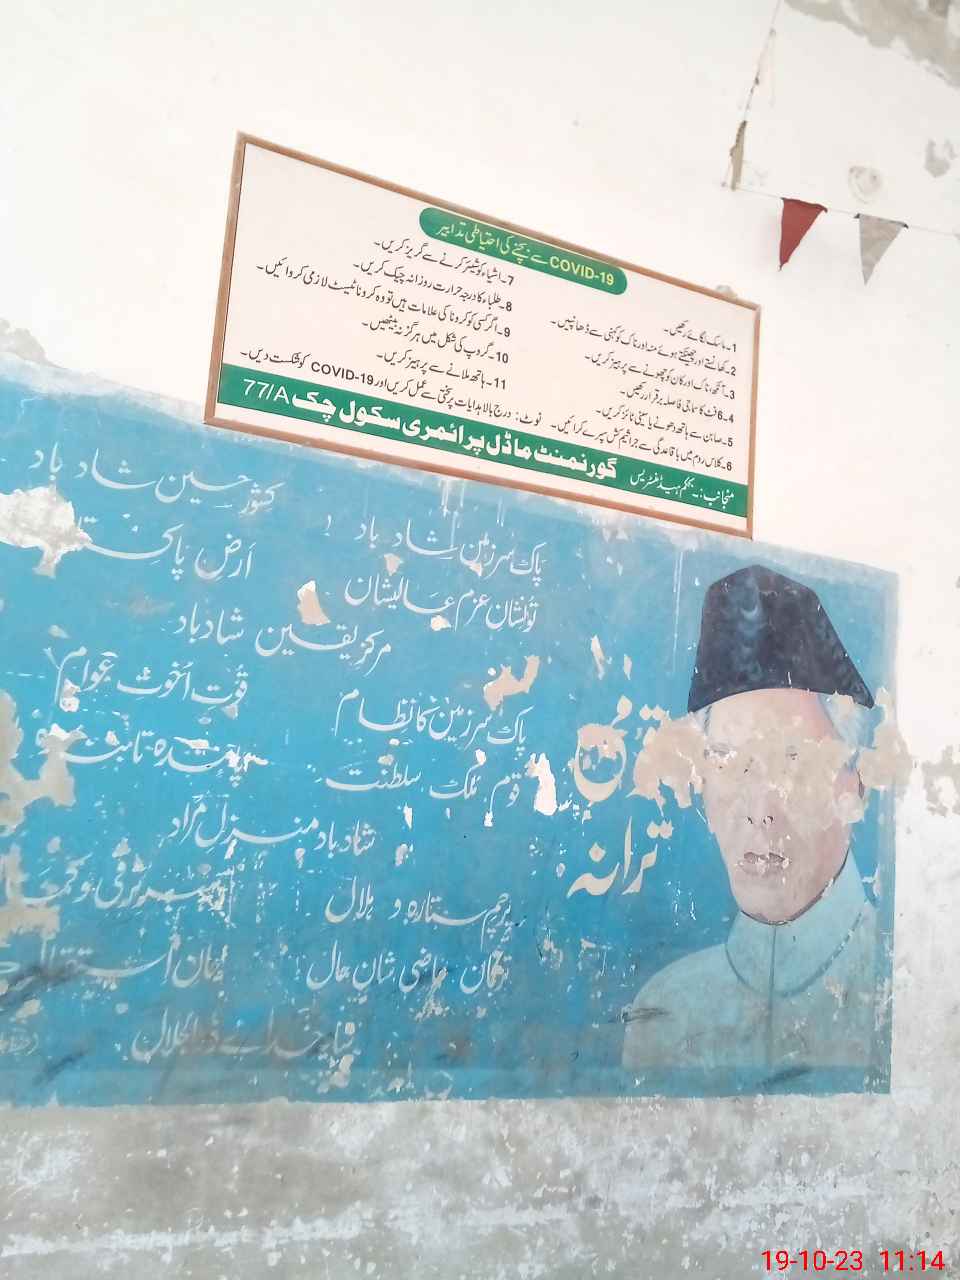 COVID-19 سے بچنے کی احتیاطی تدابیر
1۔ ماسک لگائے رکھیں۔
2۔ کھانستے اور چھینکتے ہوئے منہ اور ناک کو کہنی سے ڈھانپیں۔
3۔ آنکھ، ناک اور کان کو چھونے سے پرہیز کریں۔
4۔ 6 فٹ کا سماجی فاصلہ برقرار رکھیں۔
5۔ صابن سے ہاتھ دھوئے یا سینی ٹائز کریں۔
6۔ کلاس روم میں باقاعدگی سے جراثیم کش سپرے کرائیں۔
7۔ اشیاء کو شیئر کرنے سے گریز کریں۔
8۔ طلباء کا درجہ حرارت روزانہ چیک کریں۔
9۔ اگر کسی کو کرونا کی علامات ہیں تو وہ کرونا ٹیسٹ لازمی کروائیں۔
10۔ گروپ کی شکل میں ہرگز نہ بیٹھیں۔
11۔ ہاتھ ملانے سے پرہیز کریں۔
نوٹ: درج بالا ہدایات پر سختی سے عمل کریں اور COVID-19 کو شکست دیں۔
منجانب:۔ بحکم ہیڈ مسٹریس گورنمنٹ ماڈل پرائمری سکول چک 77/A
قومی
ترانہ
پاک سرزمین شاد باد
کشور حسین شاد باد
تو نشان عزم عالیشان
ارض پاکستان
مرکز یقین شادباد
پاک سرزمین کا نظام
قوت اخوت عوام
قوم، ملک، سلطنت
پائندہ تابندہ
شاد باد منزل مراد
پرچم ستارہ و ہلال
رہبر ترقی و کمال
ترجمان ماضی شان حال
جان استقبال
سایہ خدائے ذوالجلال
19-10-23 11:14